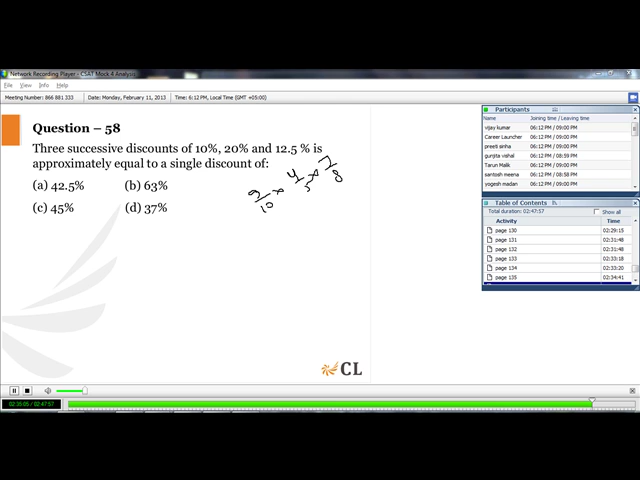 Network Recording Player - CSAT Mock 4 Analysis
File View Info Help
Meeting Number: 866 881 333 Date: Monday, February 11, 2013 Time: 6:12 PM, Local Time (GMT +05:00)
Question – 58
Three successive discounts of 10%, 20% and 12.5 % is
approximately equal to a single discount of:
(a) 42.5% (b) 63%
(c) 45% (d) 37%
9/10 × 4/5 × 7/8
CL
Participants
Name Joining time / Leaving time
vijay kumar 06:12 PM / 09:00 PM
Career Launcher 06:12 PM / 09:00 PM
preeti sinha 06:12 PM / 09:00 PM
gunjita vishal 06:12 PM / 08:59 PM
Tarun Malik 06:12 PM / 09:00 PM
santosh meena 06:12 PM / 08:58 PM
yogesh madan 06:12 PM / 09:00 PM
Table of Contents
Total duration: 02:47:57 Show all
Activity Time
page 130 02:29:15
page 131 02:31:48
page 132 02:31:48
page 133 02:33:18
page 134 02:33:20
page 135 02:34:41
02:35:05 / 02:47:57